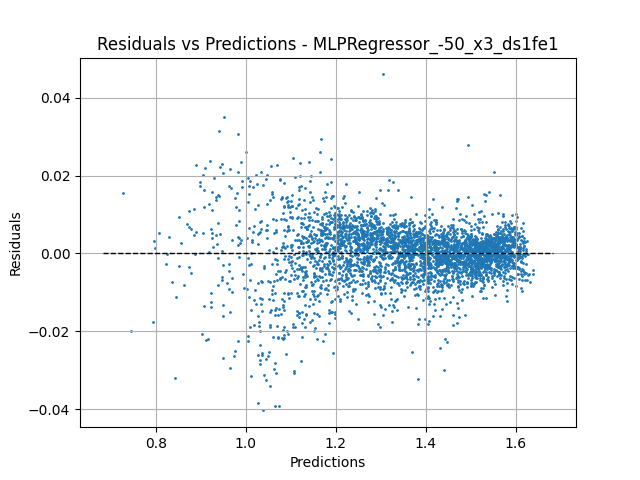 Residuals vs Predictions - MLPRegressor_-50_x3_ds1fe1
0.04
0.02
0.00
−0.02
−0.04
Residuals
0.8 1.0 1.2 1.4 1.6
Predictions